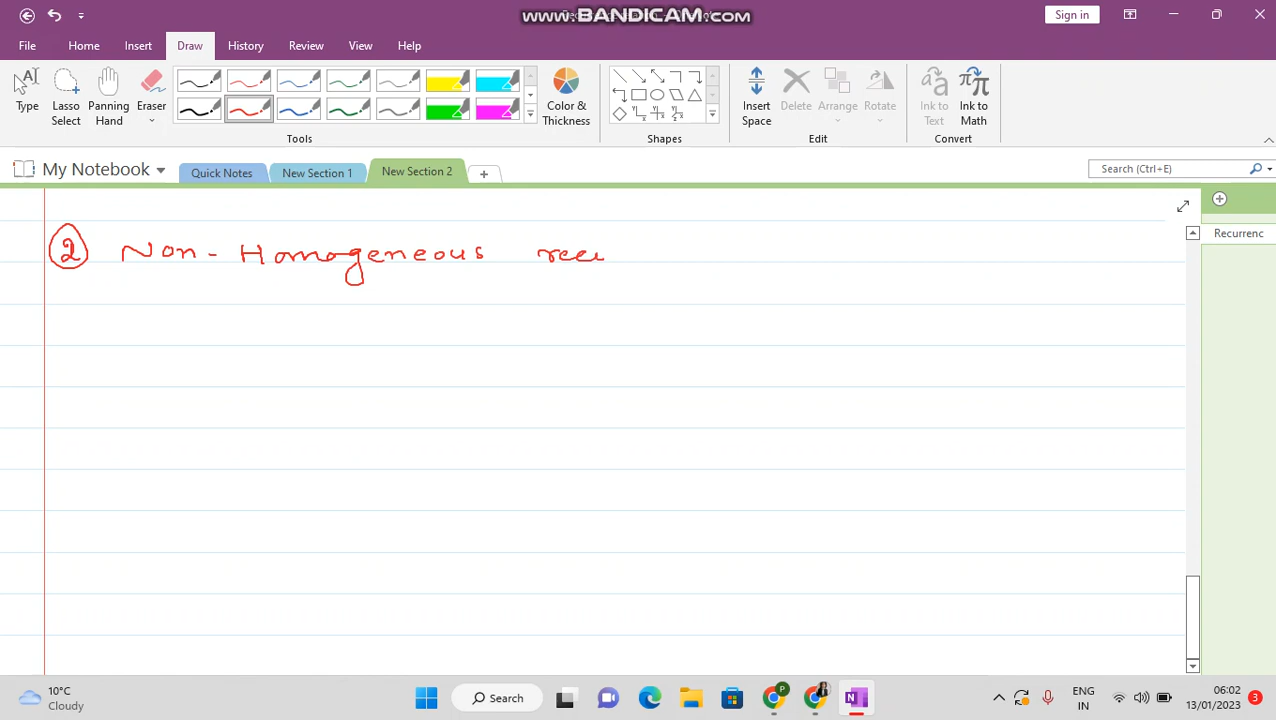 www.BANDICAM.com
Sign in
File Home Insert Draw History Review View Help
Type
Lasso Select
Panning Hand
Eraser
Color & Thickness
Insert Space
Delete
Arrange
Rotate
Ink to Text
Ink to Math
Tools
Shapes
Edit
Convert
My Notebook
Quick Notes
New Section 1
New Section 2
Search (Ctrl+E)
Recurrenc
② Non-Homogeneous recu
10°C
Cloudy
Search
ENG
IN
06:02
13/01/2023
3